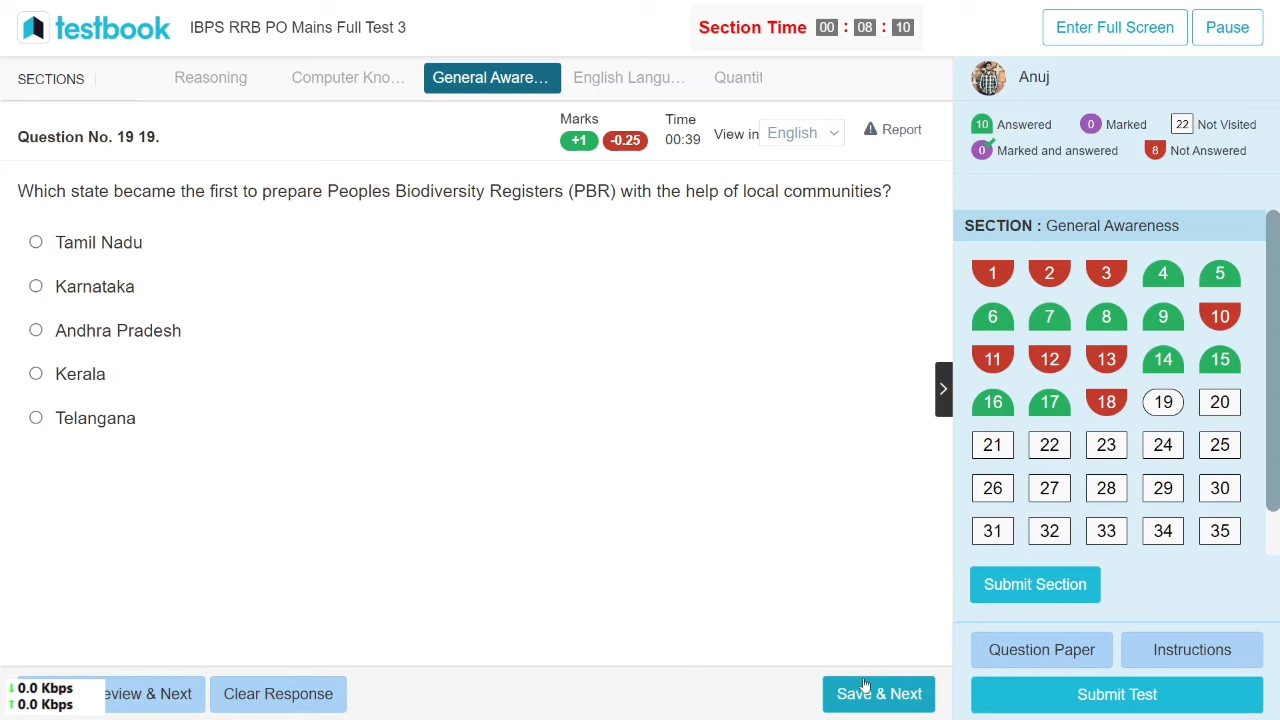 testbook
IBPS RRB PO Mains Full Test 3
Section Time 00 : 08 : 10
Enter Full Screen
Pause
SECTIONS
Reasoning
Computer Kno...
General Aware...
English Langu...
Quantit
Anuj
Question No. 19 19.
Marks
+1 -0.25
Time
00:39
View in English
Report
10 Answered
0 Marked
22 Not Visited
0 Marked and answered
8 Not Answered
Which state became the first to prepare Peoples Biodiversity Registers (PBR) with the help of local communities?
Tamil Nadu
Karnataka
Andhra Pradesh
Kerala
Telangana
SECTION : General Awareness
1 2 3 4 5
6 7 8 9 10
11 12 13 14 15
16 17 18 19 20
21 22 23 24 25
26 27 28 29 30
31 32 33 34 35
Submit Section
Question Paper
Instructions
Submit Test
0.0 Kbps
0.0 Kbps
eview & Next
Clear Response
Save & Next